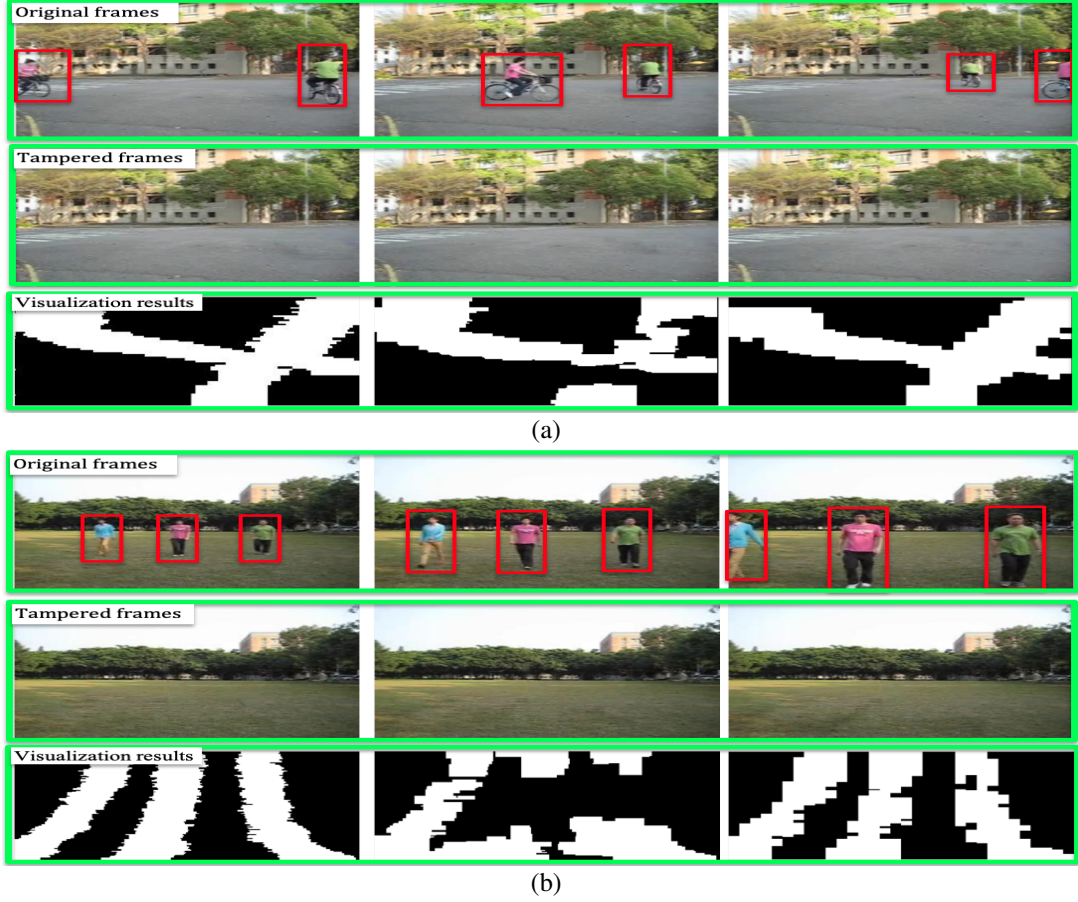 Original frames
Tampered frames
Visualization results
(a)
Original frames
Tampered frames
Visualization results
(b)